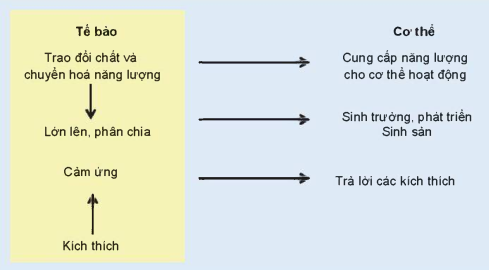 Tế bào
Trao đổi chất và
chuyển hoá năng lượng
Lớn lên, phân chia
Cảm ứng
Kích thích
Cơ thể
Cung cấp năng lượng
cho cơ thể hoạt động
Sinh trưởng, phát triển
Sinh sản
Trả lời các kích thích